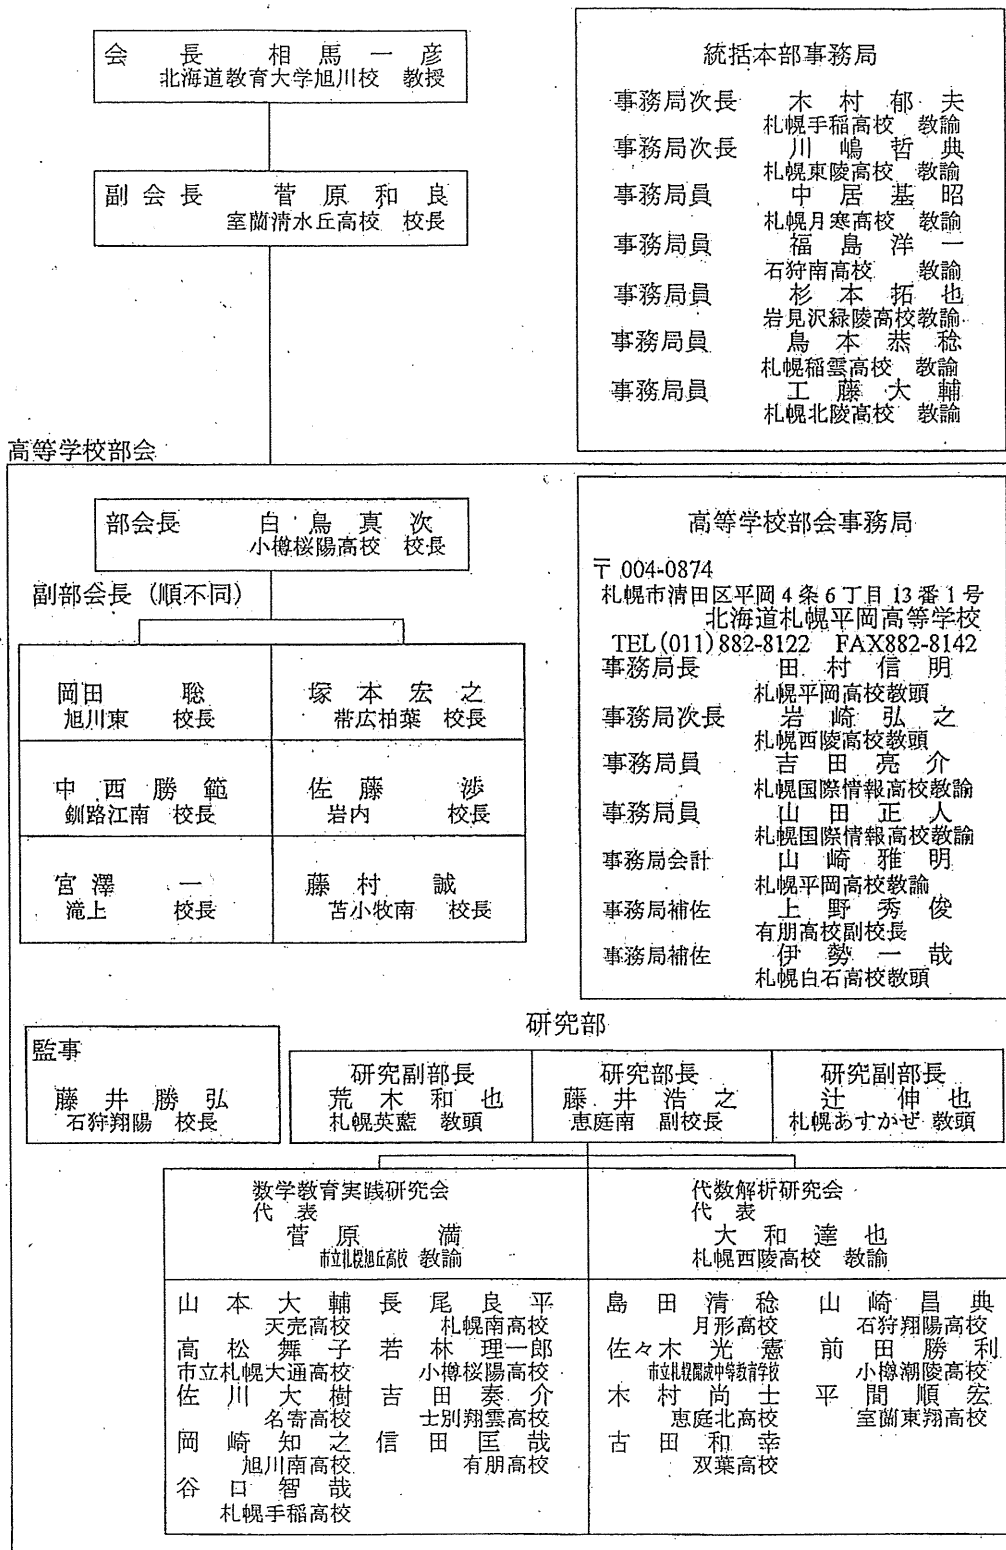 会長 相馬一彦
北海道教育大学旭川校 教授
副会長 菅原和良
室蘭清水丘高校 校長
統括本部事務局
事務局次長 木村郁夫
札幌手稲高校 教諭
事務局次長 川嶋哲典
札幌東陵高校 教諭
事務局員 中居基昭
札幌月寒高校 教諭
事務局員 福島洋一
石狩南高校 教諭
事務局員 杉本拓也
岩見沢緑陵高校教諭
事務局員 鳥本恭稔
札幌稲雲高校 教諭
事務局員 工藤大輔
札幌北陵高校 教諭
高等学校部会
部会長 白鳥真次
小樽桜陽高校 校長
副部会長（順不同）
岡田 聡
旭川東 校長
塚本宏之
帯広柏葉 校長
中西勝範
釧路江南 校長
佐藤 渉
岩内 校長
宮澤 一
滝上 校長
藤村 誠
苫小牧南 校長
高等学校部会事務局
〒004-0874
札幌市清田区平岡4条6丁目13番1号
北海道札幌平岡高等学校
TEL(011)882-8122 FAX882-8142
事務局長 田村信明
札幌平岡高校教頭
事務局次長 岩崎弘之
札幌西陵高校教頭
事務局員 吉田亮介
札幌国際情報高校教諭
事務局員 山田正人
札幌国際情報高校教諭
事務局会計 山崎雅明
札幌平岡高校教諭
事務局補佐 上野秀俊
有朋高校副校長
事務局補佐 伊勢一哉
札幌白石高校教頭
監事
藤井勝弘
石狩翔陽 校長
研究部
研究副部長
荒木和也
札幌英藍 教頭
研究部長
藤井浩之
恵庭南 副校長
研究副部長
辻 伸也
札幌あすかぜ 教頭
数学教育実践研究会
代表
菅原 満
市立札幌旭丘高校 教諭
代数解析研究会
代表
大和達也
札幌西陵高校 教諭
山本大輔 長尾良平
天売高校 札幌南高校
高松舞子 若林理一郎
市立札幌大通高校 小樽桜陽高校
佐川大樹 吉田奏介
名寄高校 士別翔雲高校
岡崎知之 信田匡哉
旭川南高校 有朋高校
谷口智哉
札幌手稲高校
島田清稔 山崎昌典
月形高校 石狩翔陽高校
佐々木光憲 前田勝利
市立札幌開成中等教育学校 小樽潮陵高校
木村尚士 平間順宏
恵庭北高校 室蘭東翔高校
古田和幸
双葉高校